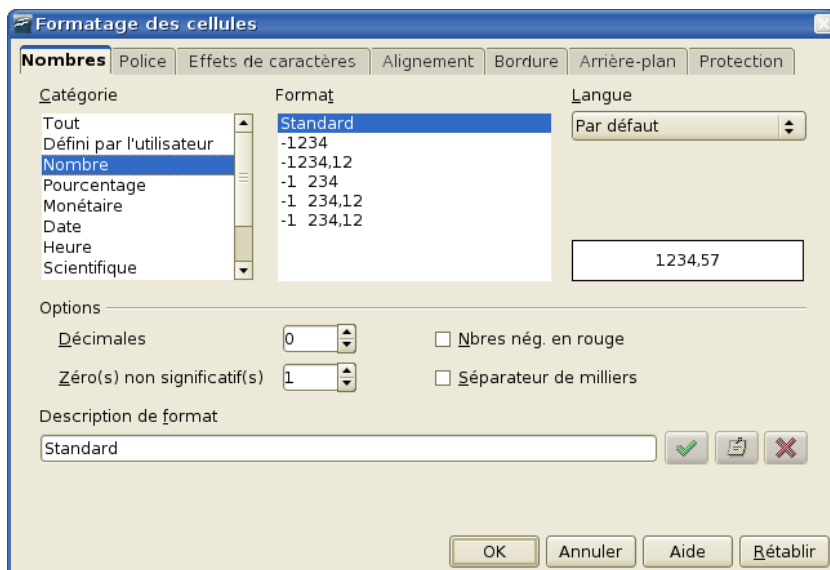 Formatage des cellules
Nombres Police Effets de caractères Alignement Bordure Arrière-plan Protection
Catégorie Format Langue
Tout Standard Par défaut
Défini par l'utilisateur -1234
Nombre -1234,12
Pourcentage -1 234
Monétaire -1 234,12
Date -1 234,12
Heure
Scientifique 1234,57
Options
Décimales 0 Nbres nég. en rouge
Zéro(s) non significatif(s) 1 Séparateur de milliers
Description de format
Standard
OK Annuler Aide Rétablir